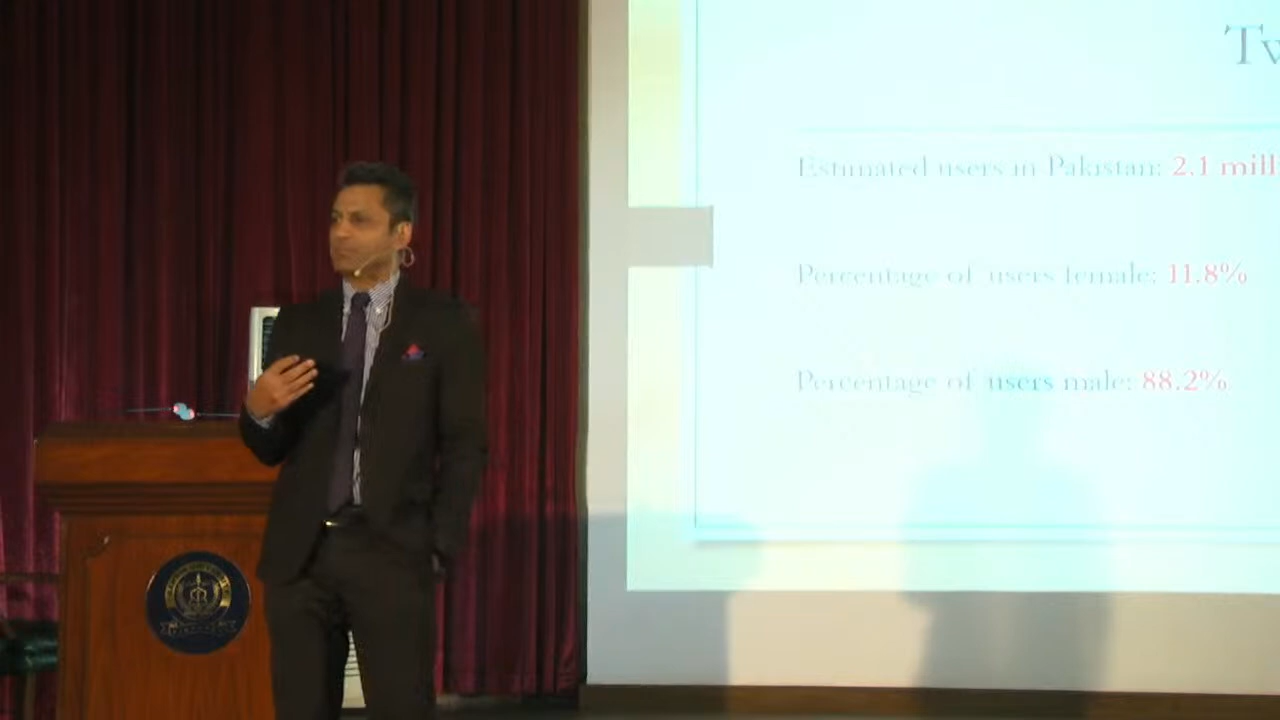 Tw
Estimated users in Pakistan: 2.1 milli
Percentage of users female: 11.8%
Percentage of users male: 88.2%